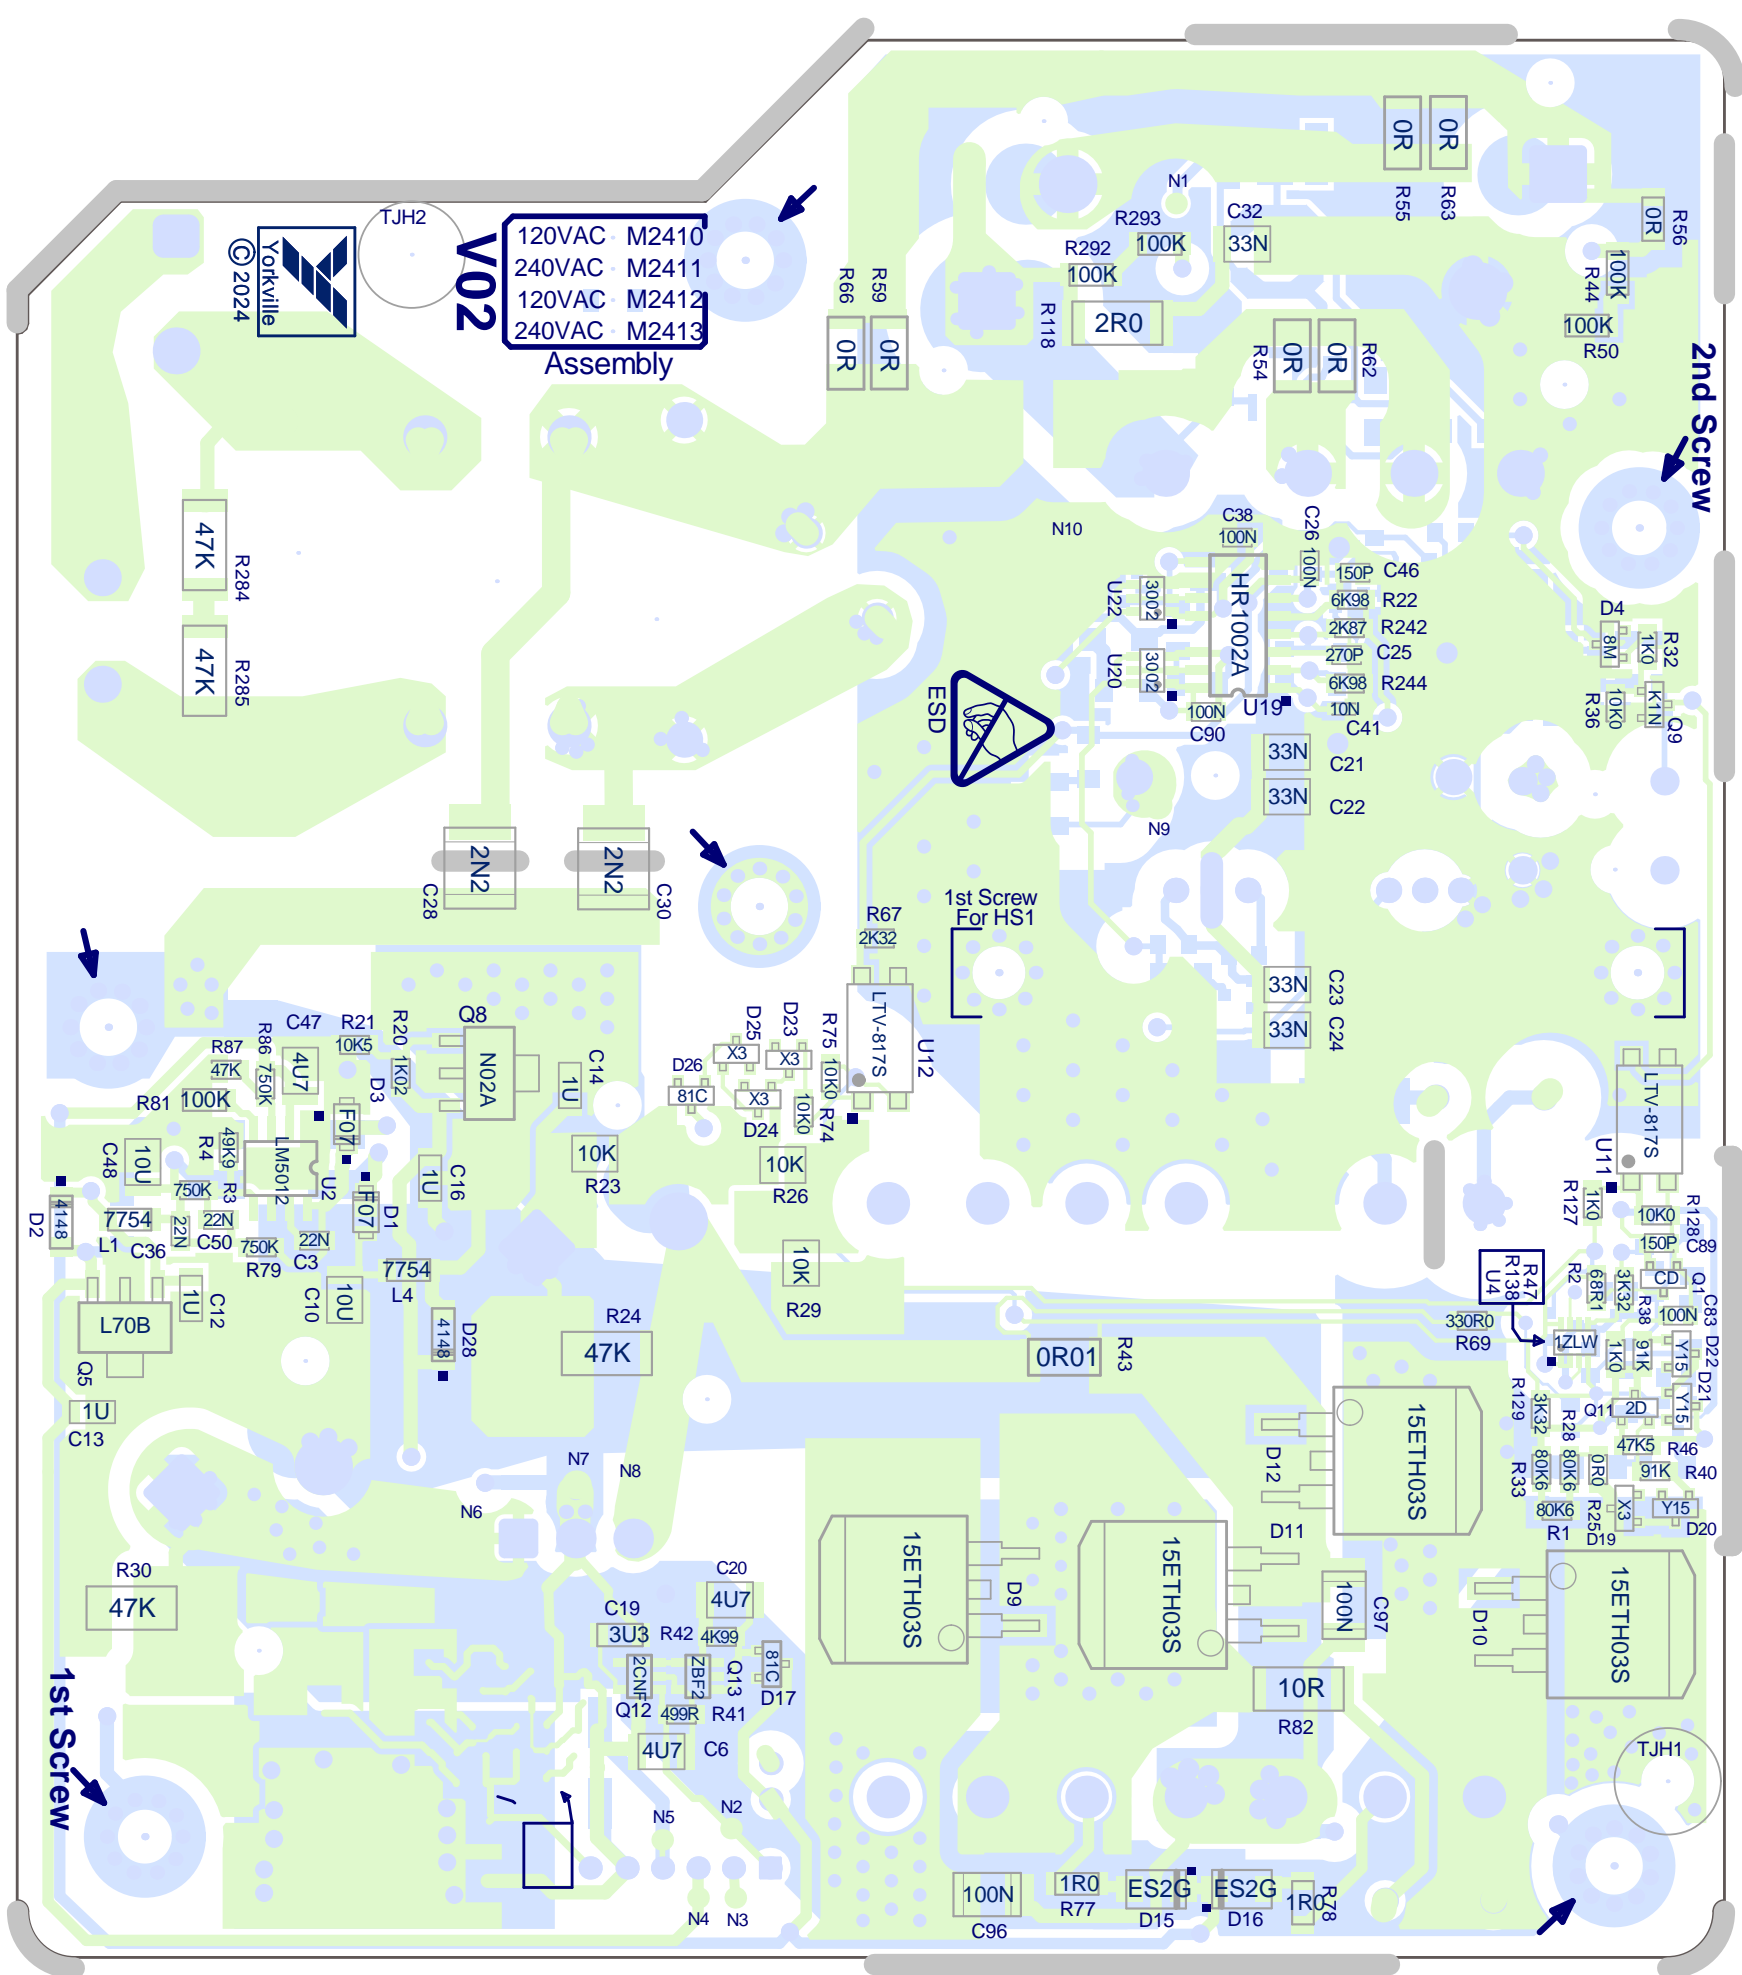 TJH2
Yorkville
© 2024
V02
120VAC M2410
240VAC M2411
120VAC M2412
240VAC M2413
Assembly
N1
R293
100K
C32
33N
R292
100K
R118
2R0
R66
0R
R59
0R
0R
R55
0R
R63
0R
R56
R44
100K
100K
R50
R54
0R
0R
R62
2nd Screw
47K
R284
47K
R285
N10
C38
100N
C26
100N
150P
C46
6K98
R22
2K87
R242
270P
C25
6K98
R244
10N
C41
U22
3002
U20
3002
HR1002A
U19
100N
C90
33N
C21
33N
C22
ESD
D4
8M
1K0
R32
R36
10K0
K1N
Q9
N9
2N2
C28
2N2
C30
1st Screw
For HS1
R67
2K32
LTV-817S
U12
33N
C23
33N
C24
D25
X3
D23
X3
D26
81C
X3
D24
R75
10K0
10K0
R74
10K
R26
10K
R29
Q8
N02A
C14
1U
10K
R23
C47
4U7
R21
10K5
R20
1K02
R87
47K
R86
750K
R81
100K
D3
F07
C48
10U
R4
49K9
LM5012
U2
750K
R3
F07
D1
C16
1U
D2
4148
7754
L1
22N
C36
22N
C50
750K
R79
22N
C3
7754
L4
10U
C10
1U
C12
L70B
Q5
1U
C13
4148
D28
R24
47K
0R01
R43
LTV-817S
U11
R127
1K0
10K0
R128
150P
C89
R2
68R1
3K32
R38
CD
Q1
100N
C83
R47
R138
U4
330R0
R69
1ZLW
1K0
91K
Y15
D22
Y15
D21
R129
3K32
Q11
2D
R28
47K5
R46
R33
80K6
80K6
0R0
91K
R40
80K6
R1
R25
X3
D19
Y15
D20
15ETH03S
D12
15ETH03S
D9
15ETH03S
D11
15ETH03S
D10
100N
C97
10R
R82
N7
N8
N6
R30
47K
C20
4U7
C19
3U3
R42
4K99
2CNF
Q12
ZBF2
Q13
81C
D17
499R
R41
4U7
C6
1st Screw
TJH1
N5
N2
N4
N3
100N
C96
1R0
R77
ES2G
D15
ES2G
D16
1R0
R78